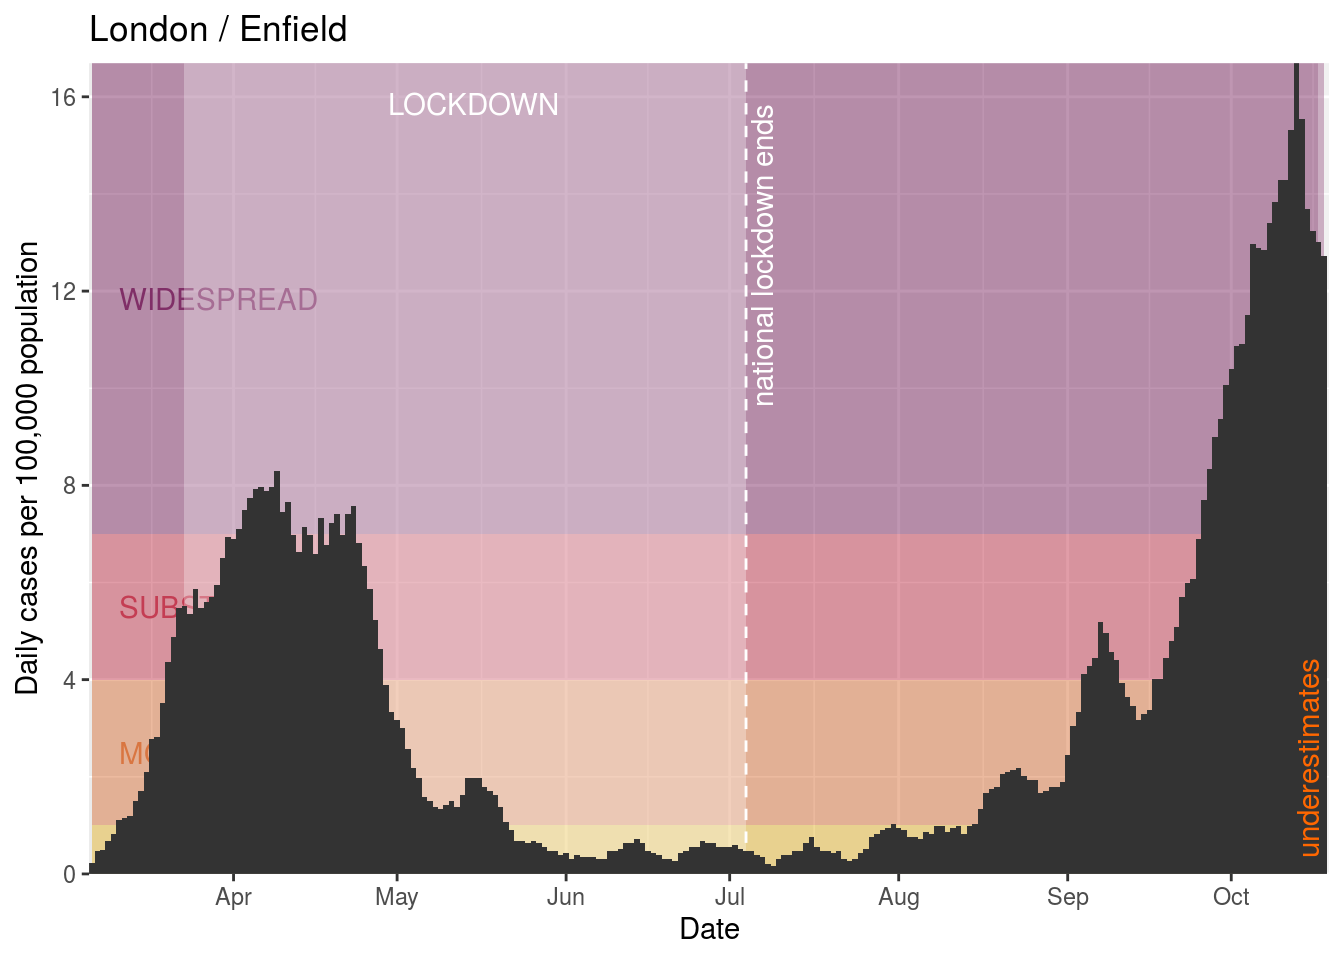 London / Enfield
Daily cases per 100,000 population
16
12
8
4
0
LOCKDOWN
WIDESPREAD
national lockdown ends
underestimates
Apr
May
Jun
Jul
Aug
Sep
Oct
Date